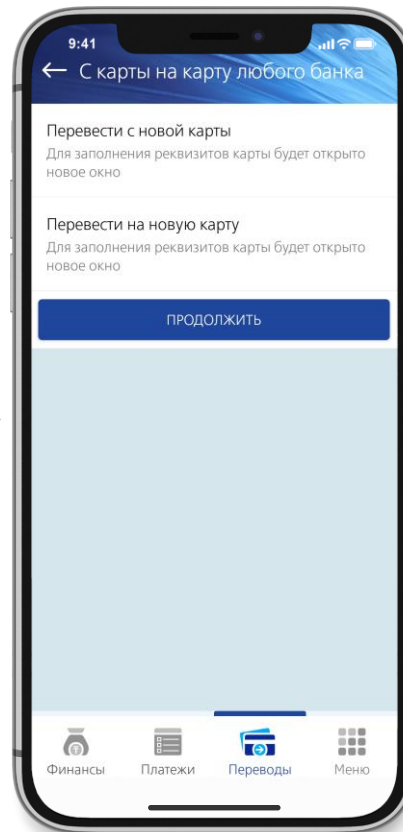 9:41
← С карты на карту любого банка
Перевести с новой карты
Для заполнения реквизитов карты будет открыто
новое окно
Перевести на новую карту
Для заполнения реквизитов карты будет открыто
новое окно
ПРОДОЛЖИТЬ
Финансы Платежи Переводы Меню